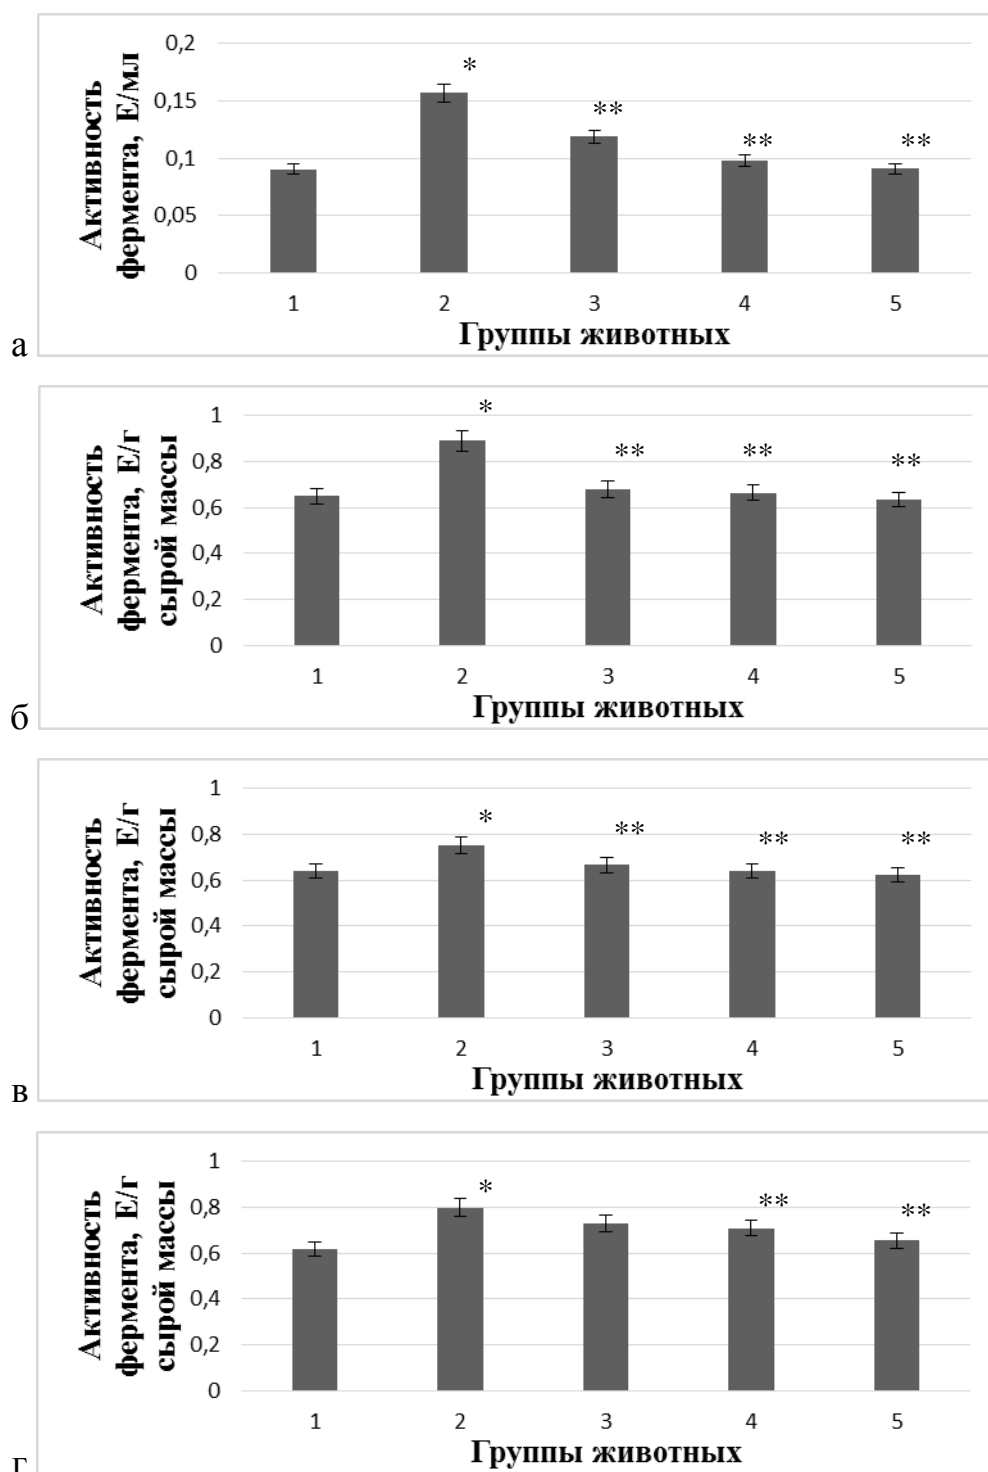 Активность
фермента, Е/мл
0,2
0,15
0,1
0,05
0
*
**
**
**
1 2 3 4 5
Группы животных
а
Активность
фермента, Е/г
сырой массы
1
0,8
0,6
0,4
0,2
0
*
**
**
**
1 2 3 4 5
Группы животных
б
Активность
фермента, Е/г
сырой массы
1
0,8
0,6
0,4
0,2
0
*
**
**
**
1 2 3 4 5
Группы животных
в
Активность
фермента, Е/г
сырой массы
1
0,8
0,6
0,4
0,2
0
*
**
**
1 2 3 4 5
Группы животных
г